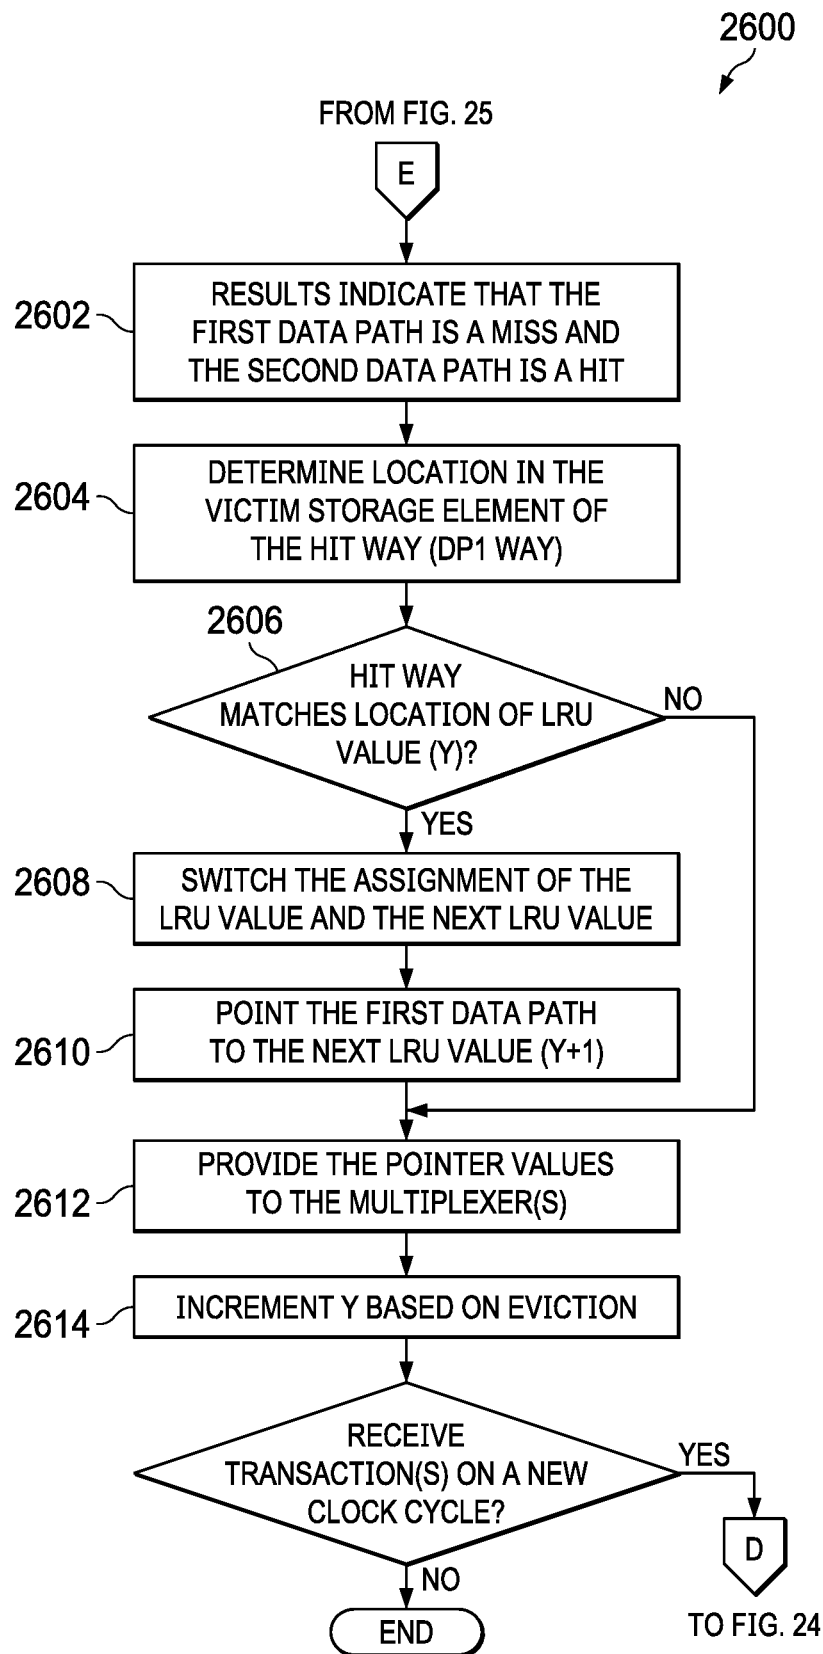 2600
FROM FIG. 25
E
2602
RESULTS INDICATE THAT THE
FIRST DATA PATH IS A MISS AND
THE SECOND DATA PATH IS A HIT
2604
DETERMINE LOCATION IN THE
VICTIM STORAGE ELEMENT OF
THE HIT WAY (DP1 WAY)
2606
HIT WAY
MATCHES LOCATION OF LRU
VALUE (Y)?
NO
YES
2608
SWITCH THE ASSIGNMENT OF THE
LRU VALUE AND THE NEXT LRU VALUE
2610
POINT THE FIRST DATA PATH
TO THE NEXT LRU VALUE (Y+1)
2612
PROVIDE THE POINTER VALUES
TO THE MULTIPLEXER(S)
2614
INCREMENT Y BASED ON EVICTION
RECEIVE
TRANSACTION(S) ON A NEW
CLOCK CYCLE?
YES
D
TO FIG. 24
NO
END